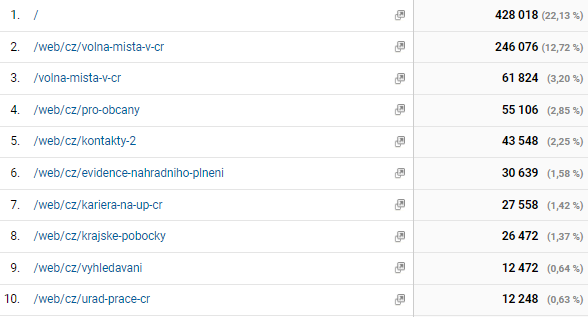 1. / 428 018 (22,13 %)
2. /web/cz/volna-mista-v-cr 246 076 (12,72 %)
3. /volna-mista-v-cr 61 824 (3,20 %)
4. /web/cz/pro-obcany 55 106 (2,85 %)
5. /web/cz/kontakty-2 43 548 (2,25 %)
6. /web/cz/evidence-nahradniho-plneni 30 639 (1,58 %)
7. /web/cz/kariera-na-up-cr 27 558 (1,42 %)
8. /web/cz/krajske-pobocky 26 472 (1,37 %)
9. /web/cz/vyhledavani 12 472 (0,64 %)
10. /web/cz/urad-prace-cr 12 248 (0,63 %)